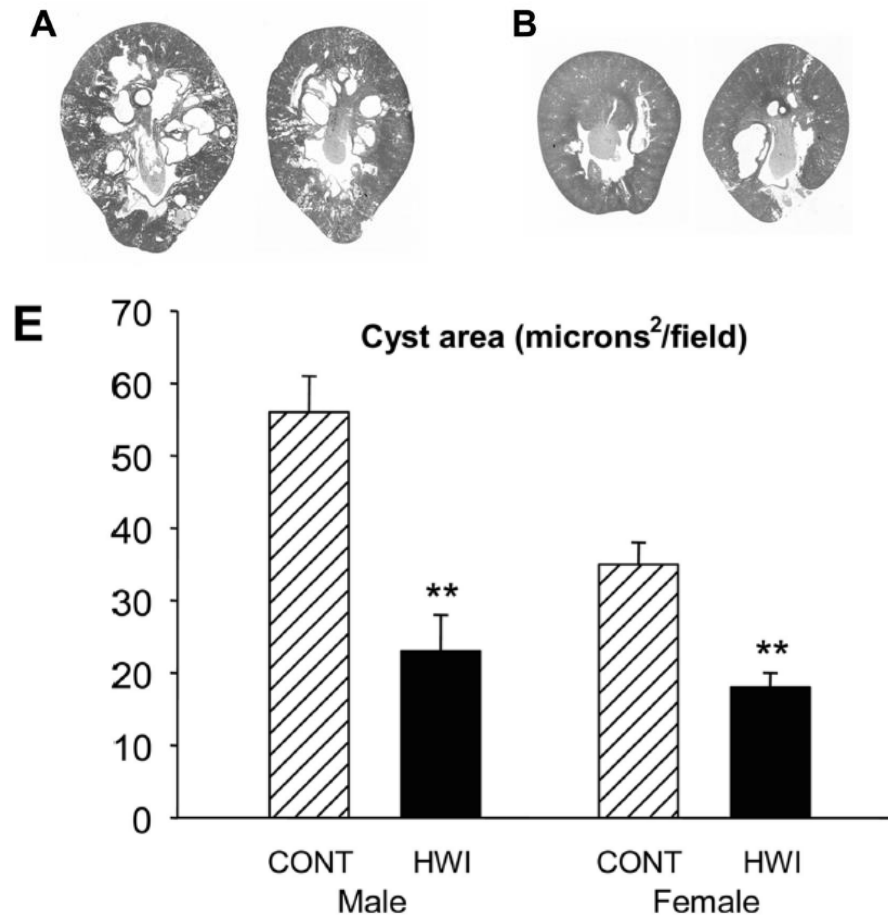 A B
E
Cyst area (microns²/field)
70
60
50
40
30
20
10
0
** **
CONT HWI CONT HWI
Male Female